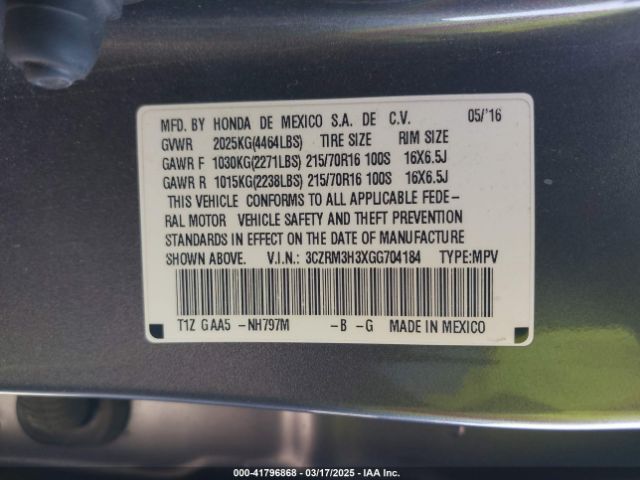 MFD. BY HONDA DE MEXICO S.A. DE C.V. 05/'16
GVWR 2025KG(4464LBS) TIRE SIZE RIM SIZE
GAWR F 1030KG(2271LBS) 215/70R16 100S 16X6.5J
GAWR R 1015KG(2238LBS) 215/70R16 100S 16X6.5J
THIS VEHICLE CONFORMS TO ALL APPLICABLE FEDE-
RAL MOTOR VEHICLE SAFETY AND THEFT PREVENTION
STANDARDS IN EFFECT ON THE DATE OF MANUFACTURE
SHOWN ABOVE. V.I.N.: 3CZRM3H3XGG704184 TYPE:MPV
T1Z GAA5 -NH797M -B -G MADE IN MEXICO
000-41796868 - 03/17/2025 - IAA Inc.